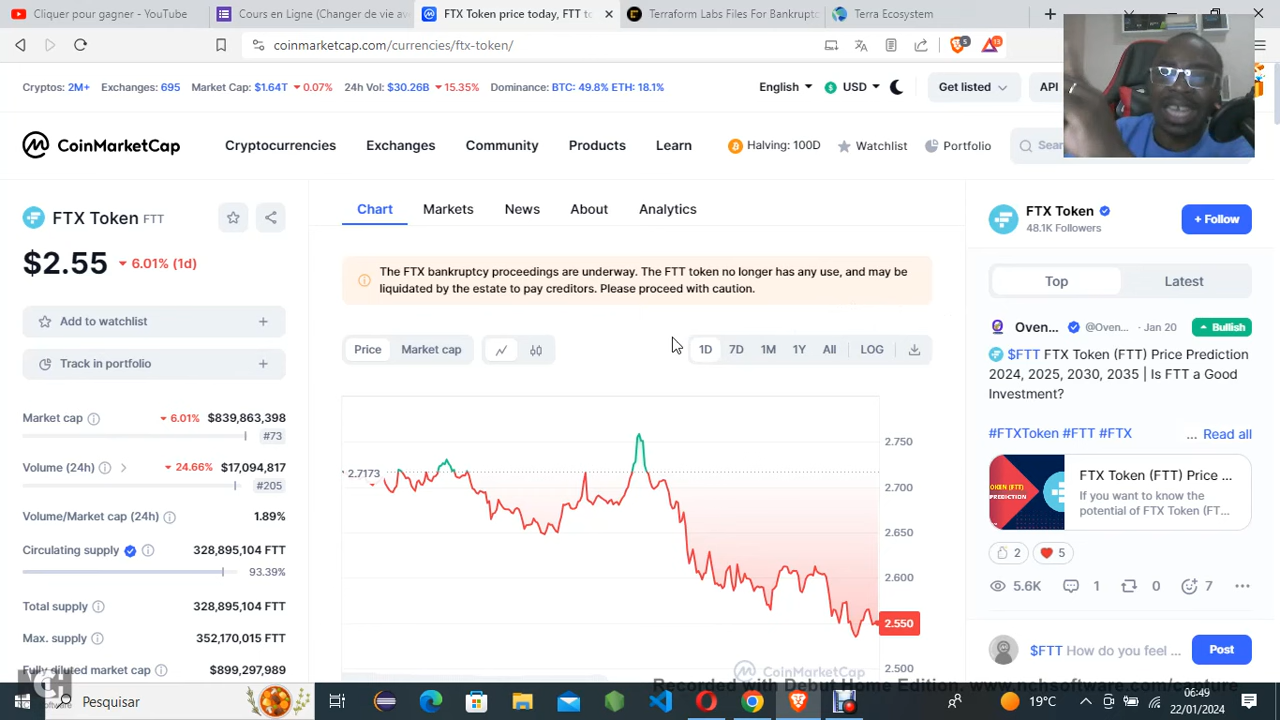 Cliquer pour gagner - YouTube
Cours en Ligne (Changer de vie av
FTX Token price today, FTT to
Terraform Labs Files For Bankrupt
Terra Ecosystem
coinmarketcap.com/currencies/ftx-token/
5
13
Cryptos: 2M+ Exchanges: 695 Market Cap: $1.64T 0.07% 24h Vol: $30.26B 15.35% Dominance: BTC: 49.8% ETH: 18.1%
English USD Get listed API
CoinMarketCap
Cryptocurrencies Exchanges Community Products Learn
Halving: 100D Watchlist Portfolio
FTX Token FTT
$2.55 6.01% (1d)
Add to watchlist +
Track in portfolio +
Market cap 6.01% $839,863,398
#73
Volume (24h) 24.66% $17,094,817
#205
Volume/Market cap (24h) 1.89%
Circulating supply 328,895,104 FTT
93.39%
Total supply 328,895,104 FTT
Max. supply 352,170,015 FTT
Fully diluted market cap $899,297,989
Chart Markets News About Analytics
The FTX bankruptcy proceedings are underway. The FTT token no longer has any use, and may be
liquidated by the estate to pay creditors. Please proceed with caution.
Price Market cap
1D 7D 1M 1Y All LOG
2.7173
2.750
2.700
2.650
2.600
2.550
2.500
CoinMarketCap
FTX Token
48.1K Followers
+ Follow
Top Latest
Oven... @Oven... · Jan 20 Bullish
$FTT FTX Token (FTT) Price Prediction
2024, 2025, 2030, 2035 | Is FTT a Good
Investment?
#FTXToken #FTT #FTX ... Read all
TOKEN (FTT)
PREDICTION
FTX Token (FTT) Price ...
If you want to know the
potential of FTX Token (FT...
2 5
5.6K 1 0 7
$FTT How do you feel ... Post
Recorded with Debut Home Edition. www.nchsoftware.com/capture
Pesquisar
19°C
06:49
22/01/2024